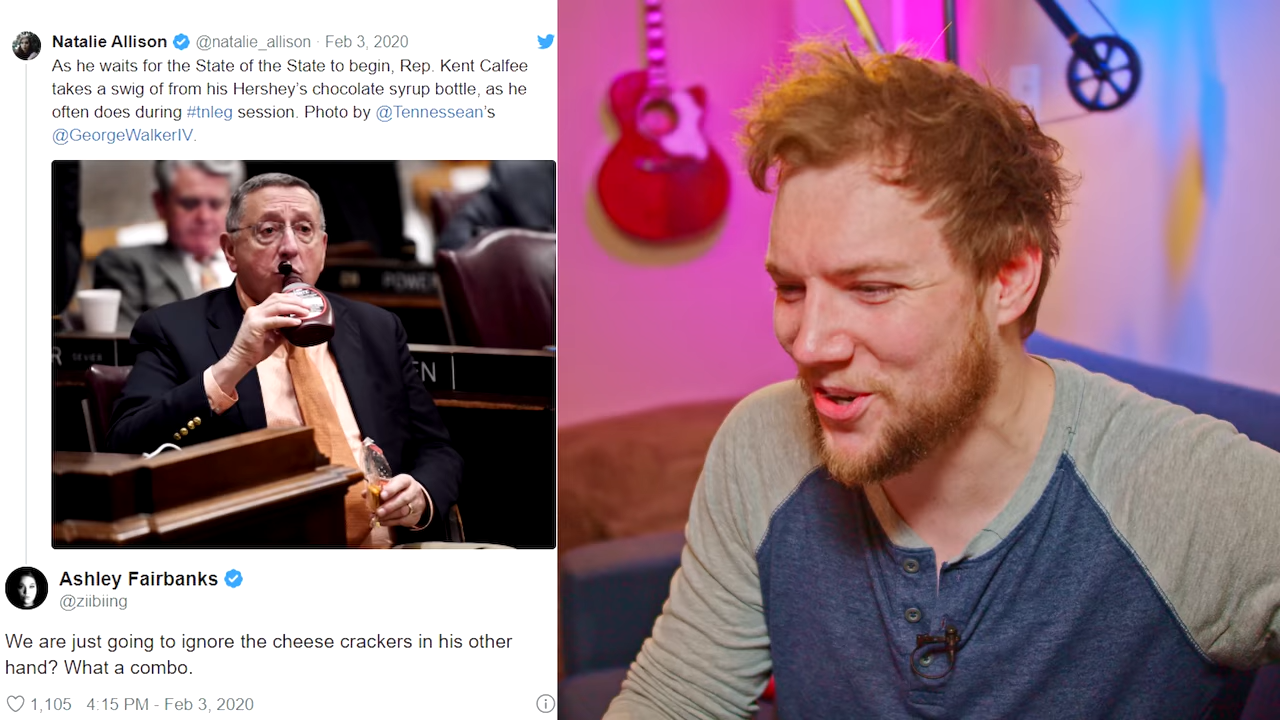 Natalie Allison @natalie_allison · Feb 3, 2020
As he waits for the State of the State to begin, Rep. Kent Calfee
takes a swig of from his Hershey's chocolate syrup bottle, as he
often does during #tnleg session. Photo by @Tennessean's
@GeorgeWalkerIV.
POWE
R SEVIER
EN
Ashley Fairbanks
@ziibiing
We are just going to ignore the cheese crackers in his other
hand? What a combo.
1,105 4:15 PM - Feb 3, 2020